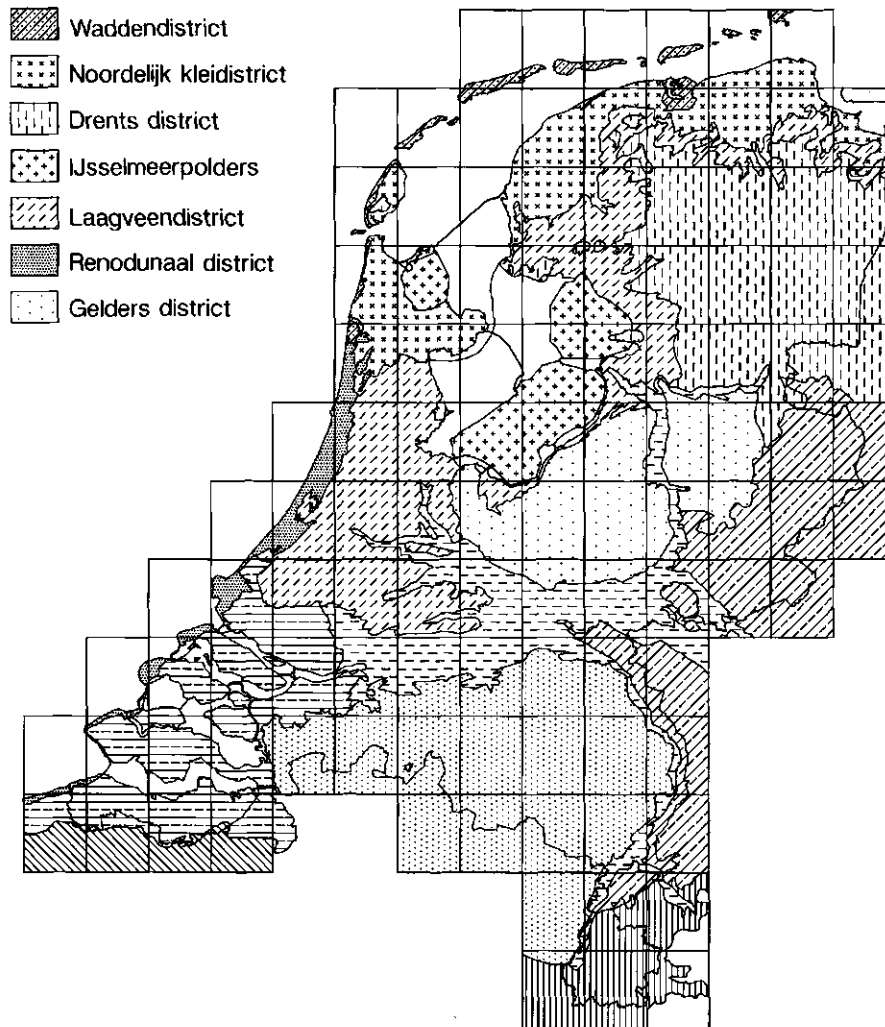 Waddendistrict
Noordelijk kleidistrict
Drents district
IJsselmeerpolders
Laagveendistrict
Renodunaal district
Gelders district